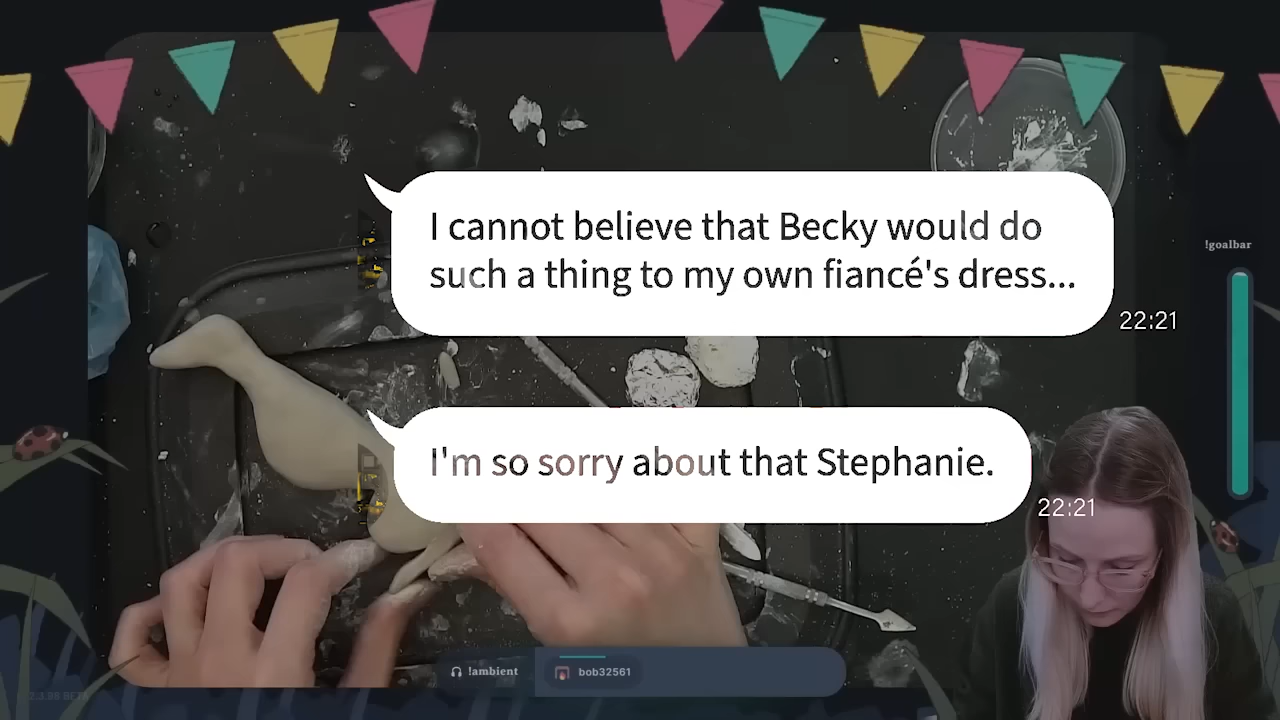 I cannot believe that Becky would do
such a thing to my own fiancé's dress...
!goalbar
22:21
I'm so sorry about that Stephanie.
22:21
!ambient
bob32561